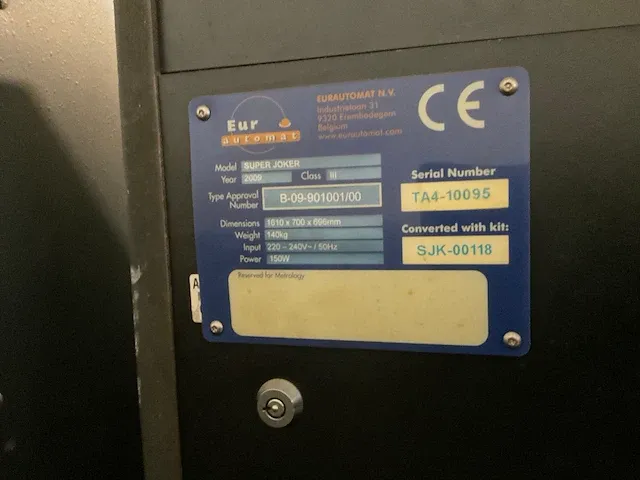 Eur
automat
EURAUTOMAT N.V.
Industrielaan 31
9320 Erembodegem
Belgium
www.eurautomat.com
CE
Model SUPER JOKER
Year 2009 Class III
Type Approval Number B-09-901001/00
Dimensions 1610 x 700 x 696mm
Weight 140kg
Input 220 - 240V~ / 50Hz
Power 150W
Serial Number
TA4-10095
Converted with kit:
SJK-00118
Reserved for Metrology
A